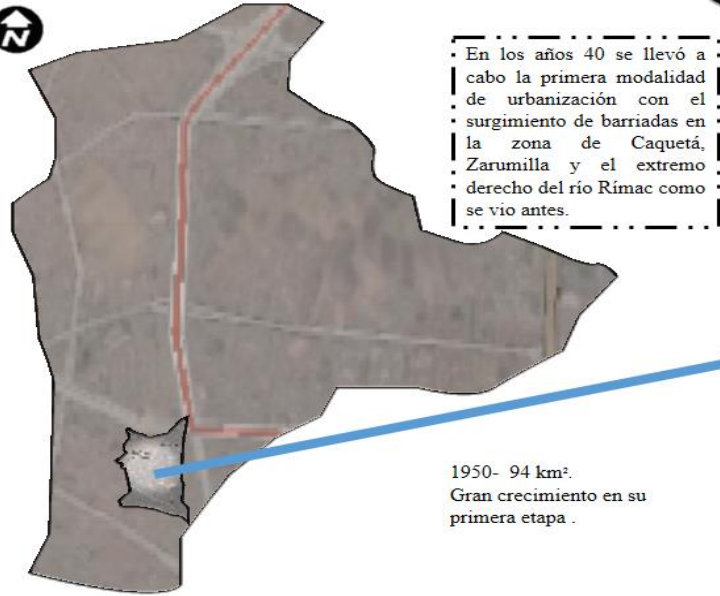 N
En los años 40 se llevó a
cabo la primera modalidad
de urbanización con el
surgimiento de barriadas en
la zona de Caquetá,
Zarumilla y el extremo
derecho del río Rímac como
se vio antes.
1950- 94 km².
Gran crecimiento en su
primera etapa .